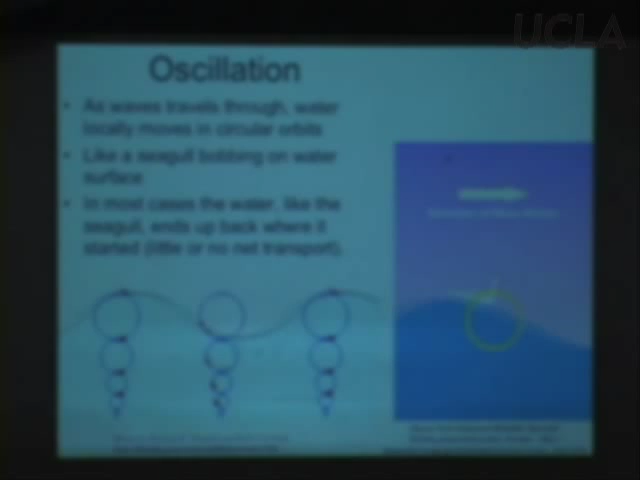 UCLA
Oscillation
• As waves travels through, water
locally moves in circular orbits
• Like a seagull bobbing on water
surface
• In most cases the water, like the
seagull, ends up back where it
started (little or no net transport).